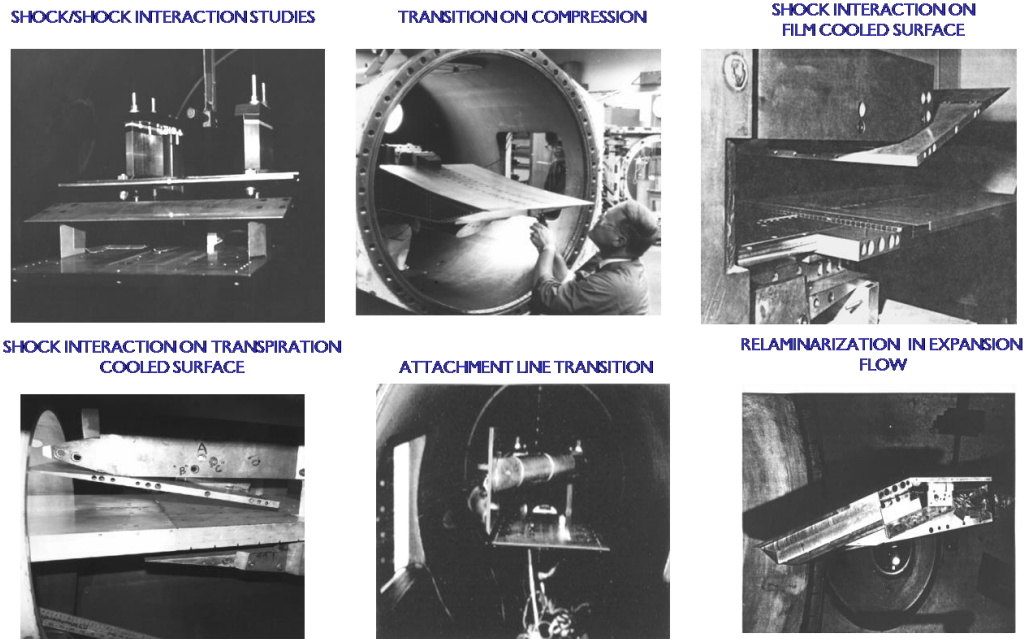 SHOCK/SHOCK INTERACTION STUDIES
TRANSITION ON COMPRESSION
SHOCK INTERACTION ON
FILM COOLED SURFACE
SHOCK INTERACTION ON TRANSPIRATION
COOLED SURFACE
A
B
C
D
ATTACHMENT LINE TRANSITION
RELAMINARIZATION IN EXPANSION
FLOW